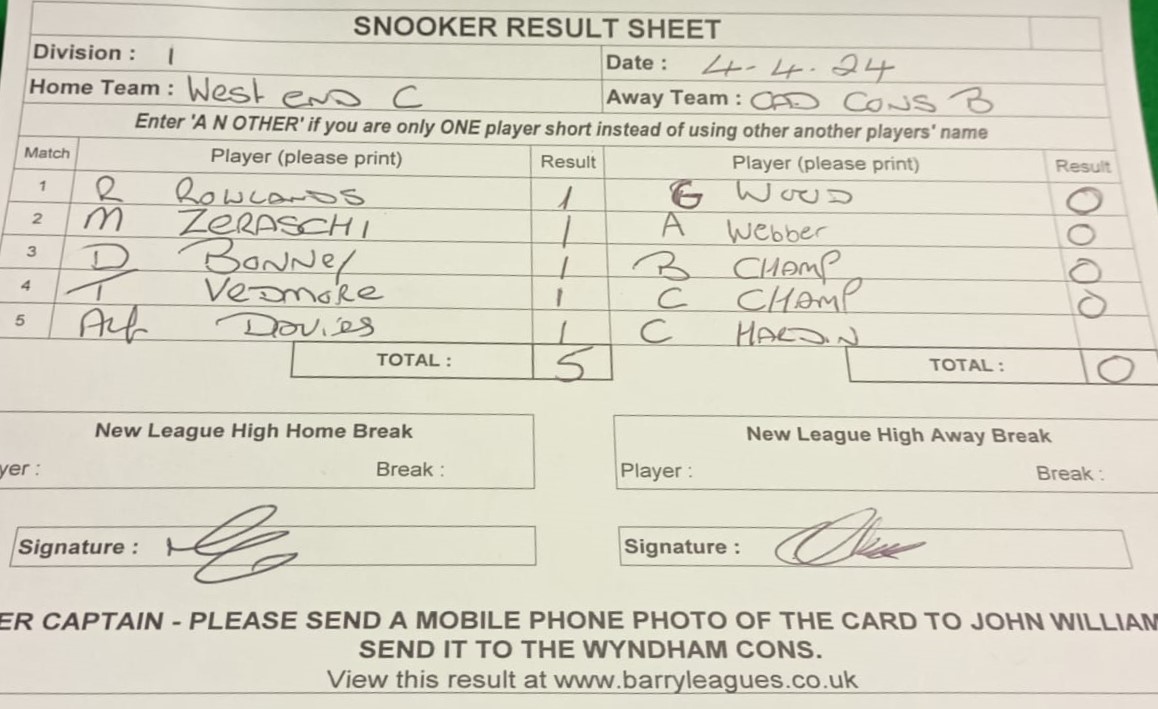 SNOOKER RESULT SHEET
Division : 1 Date : 4-4-24
Home Team : West END C Away Team : CAD CONS B
Enter 'A N OTHER' if you are only ONE player short instead of using other another players' name
Match Player (please print) Result Player (please print) Result
1 R ROWLANDS 1 G WOOD 0
2 M ZERASCHI 1 A Webber 0
3 D BONNEY 1 B CHAMP 0
4 T VEDMORE 1 C CHAMP 0
5 Alf Davies 1 C
TOTAL : 5 TOTAL : 0
New League High Home Break New League High Away Break
yer : Break : Player : Break :
Signature : Signature :
ER CAPTAIN - PLEASE SEND A MOBILE PHONE PHOTO OF THE CARD TO JOHN WILLIAM
SEND IT TO THE WYNDHAM CONS.
View this result at www.barryleagues.co.uk